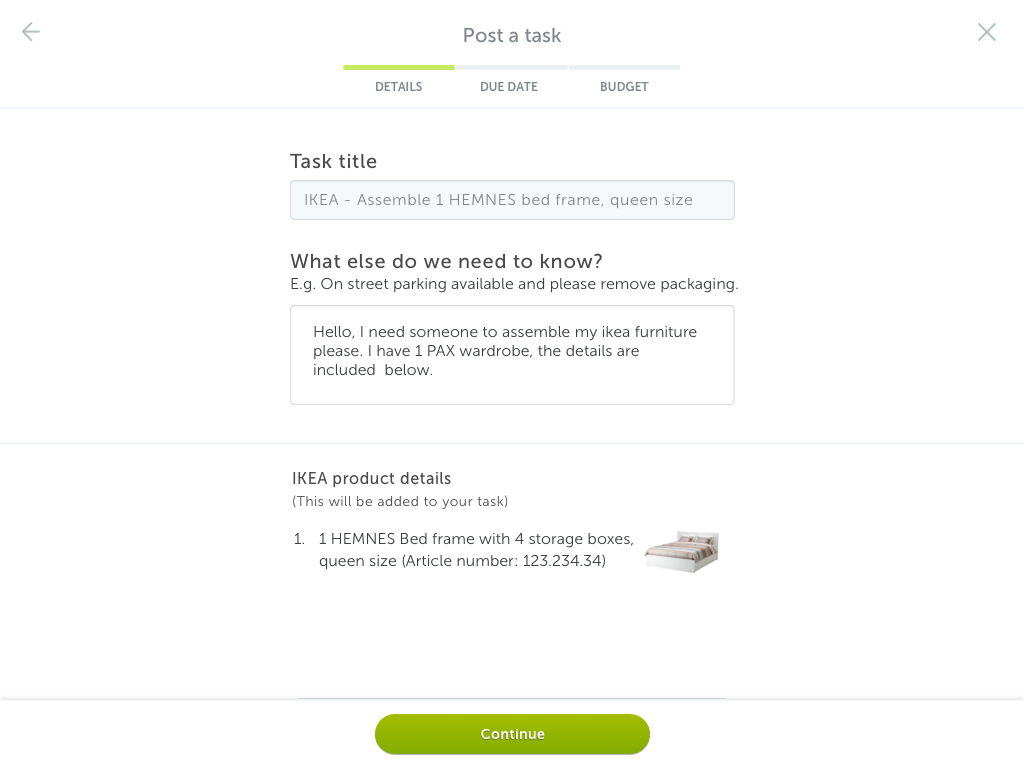 Post a task
DETAILS
DUE DATE
BUDGET
Task title
IKEA - Assemble 1 HEMNES bed frame, queen size
What else do we need to know?
E.g. On street parking available and please remove packaging.
Hello, I need someone to assemble my ikea furniture
please. I have 1 PAX wardrobe, the details are
included  below.
IKEA product details
(This will be added to your task)
1. 1 HEMNES Bed frame with 4 storage boxes,
queen size (Article number: 123.234.34)
Continue